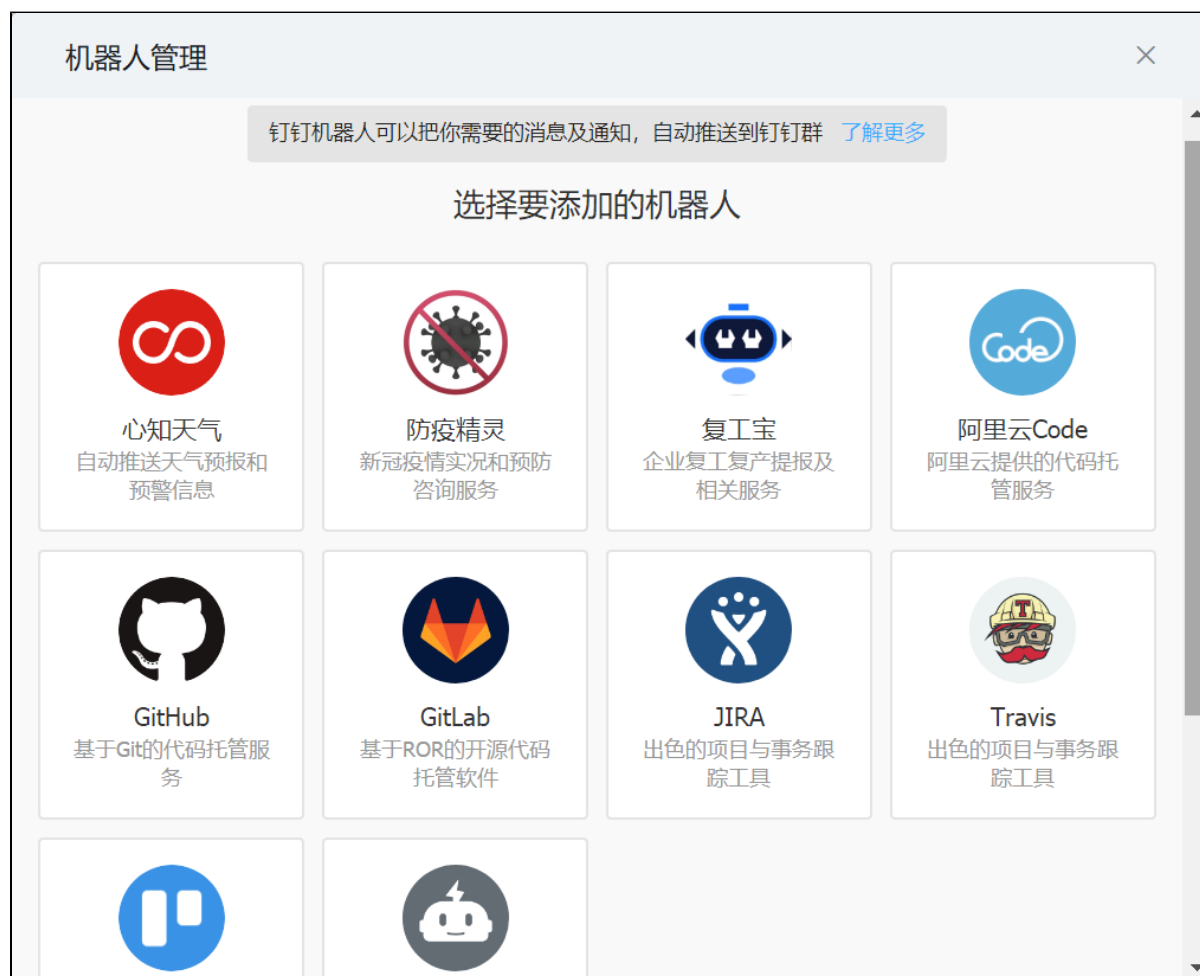 机器人管理
钉钉机器人可以把你需要的消息及通知，自动推送到钉钉群 了解更多
选择要添加的机器人
心知天气
自动推送天气预报和
预警信息
防疫精灵
新冠疫情实况和预防
咨询服务
复工宝
企业复工复产提报及
相关服务
Code
阿里云Code
阿里云提供的代码托
管服务
GitHub
基于Git的代码托管服
务
GitLab
基于ROR的开源代码
托管软件
JIRA
出色的项目与事务跟
踪工具
T
Travis
出色的项目与事务跟
踪工具